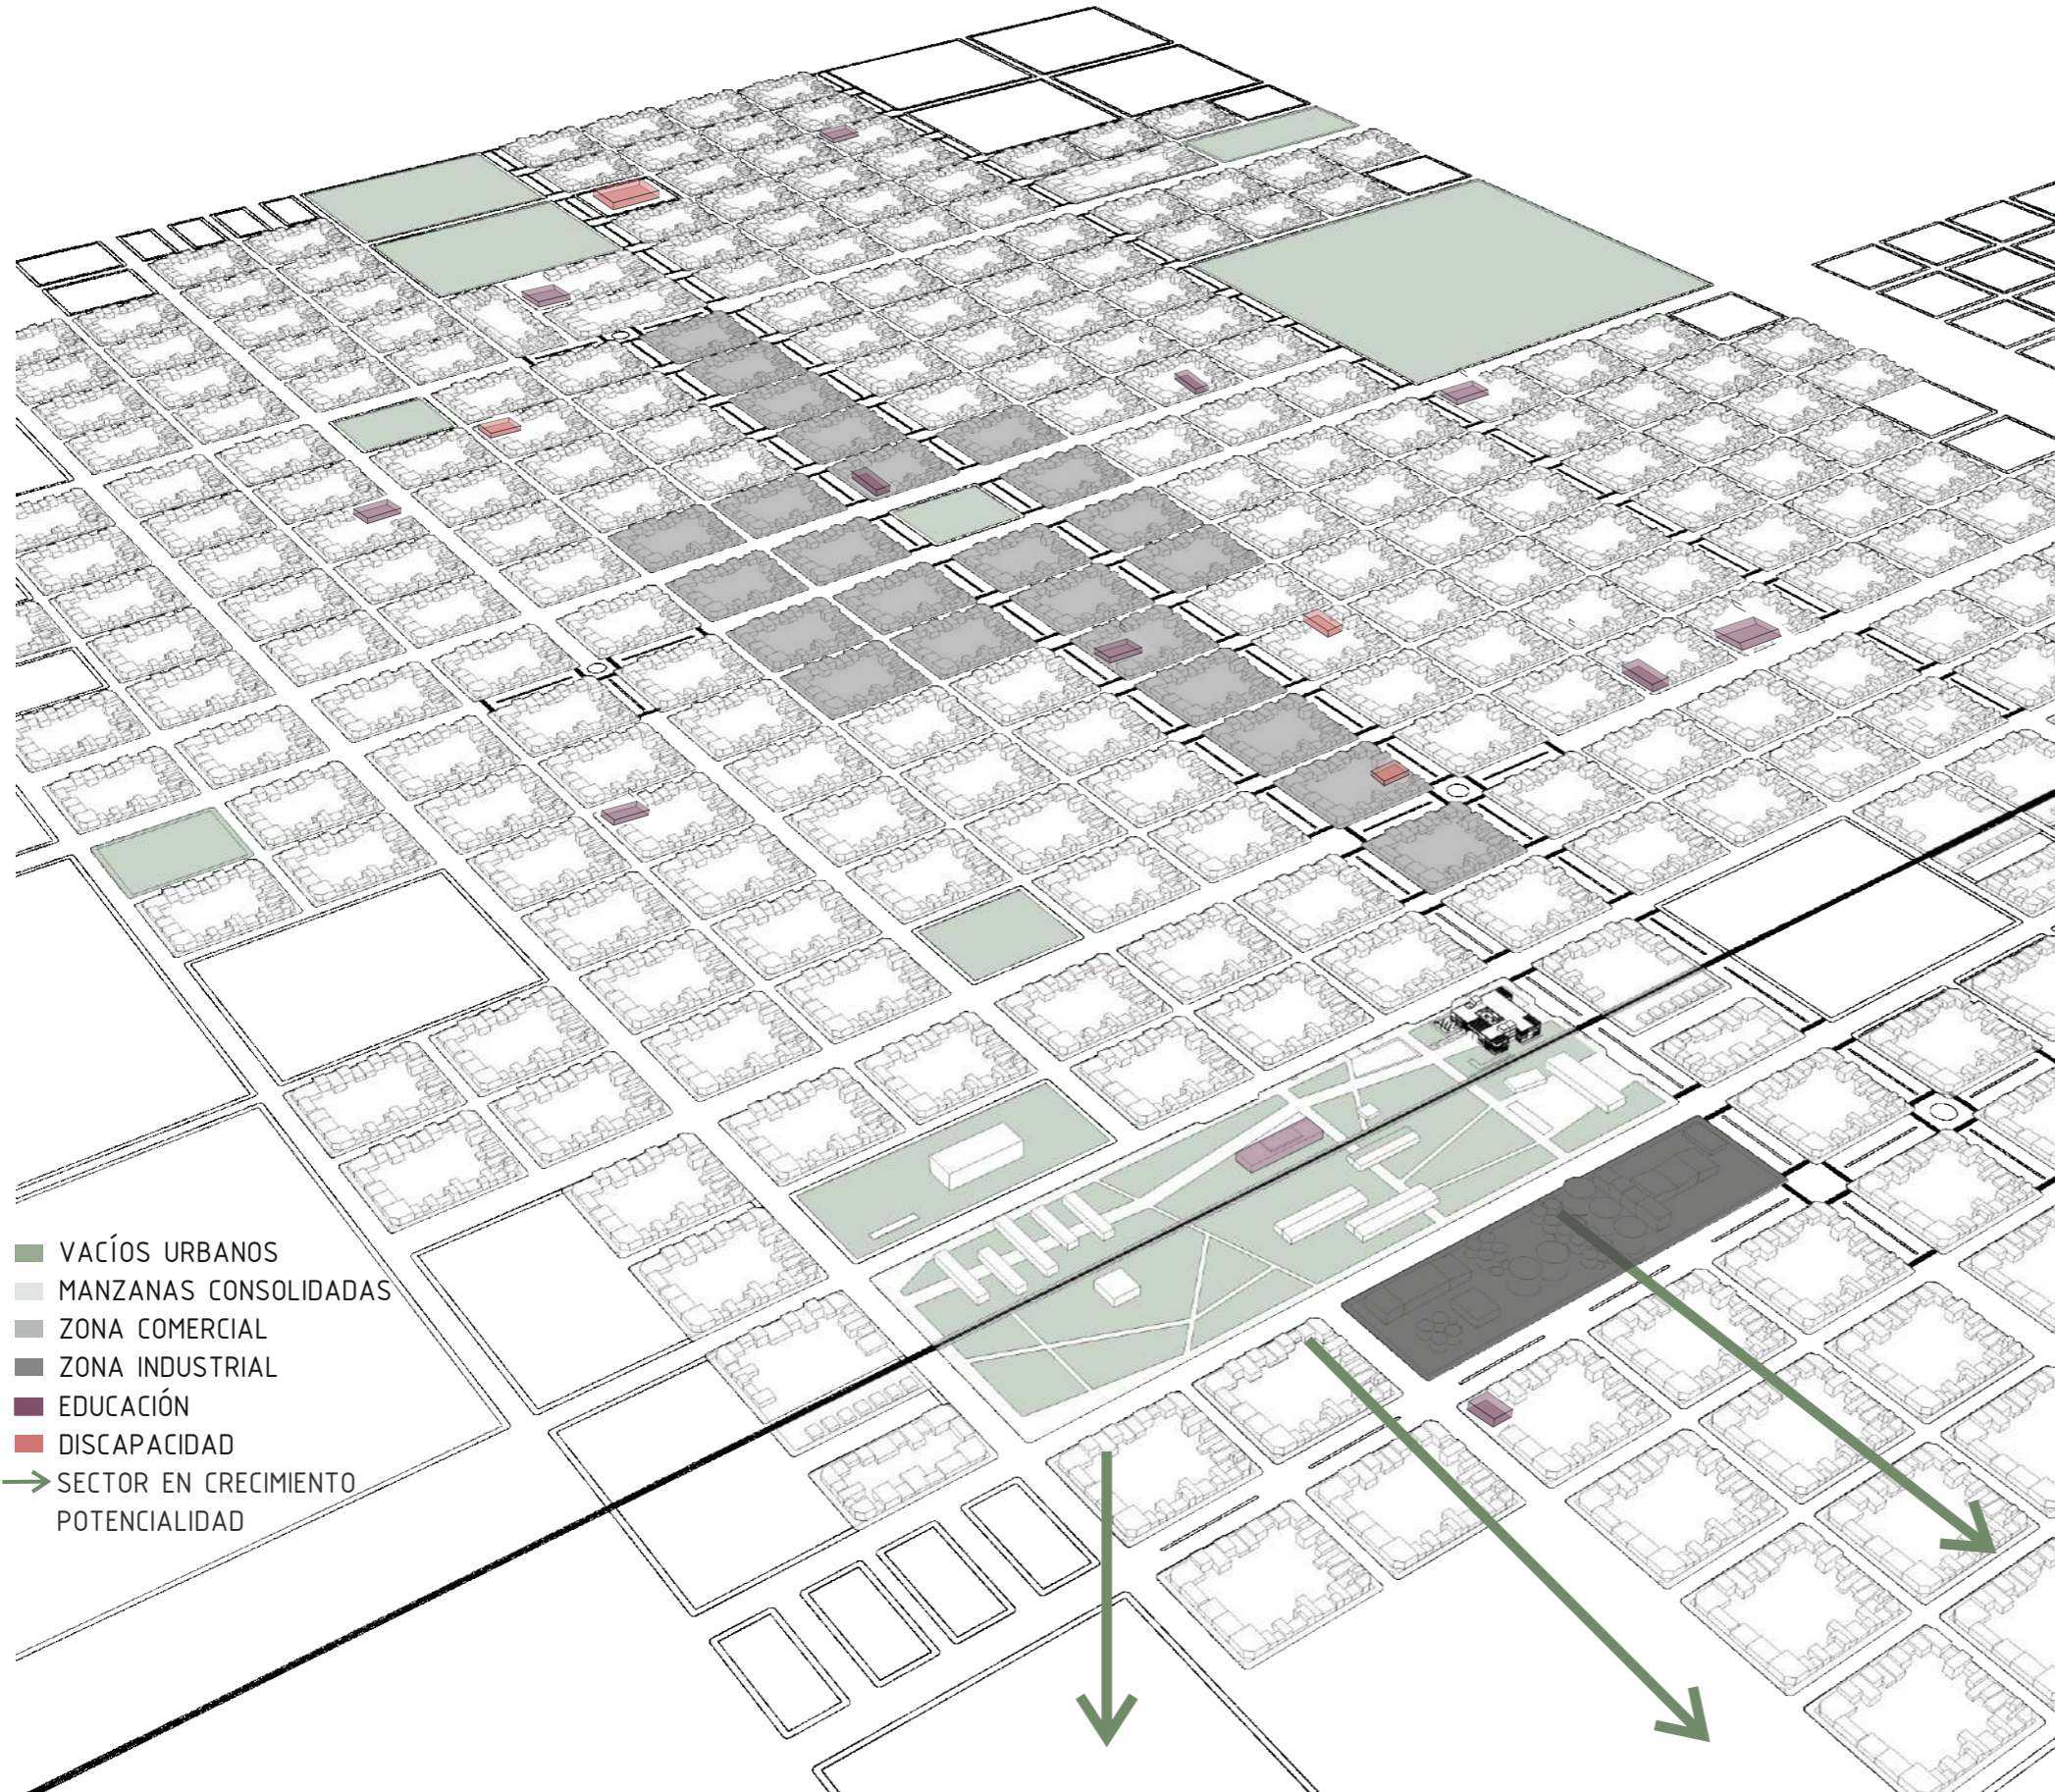 VACÍOS URBANOS
MANZANAS CONSOLIDADAS
ZONA COMERCIAL
ZONA INDUSTRIAL
EDUCACIÓN
DISCAPACIDAD
SECTOR EN CRECIMIENTO
POTENCIALIDAD